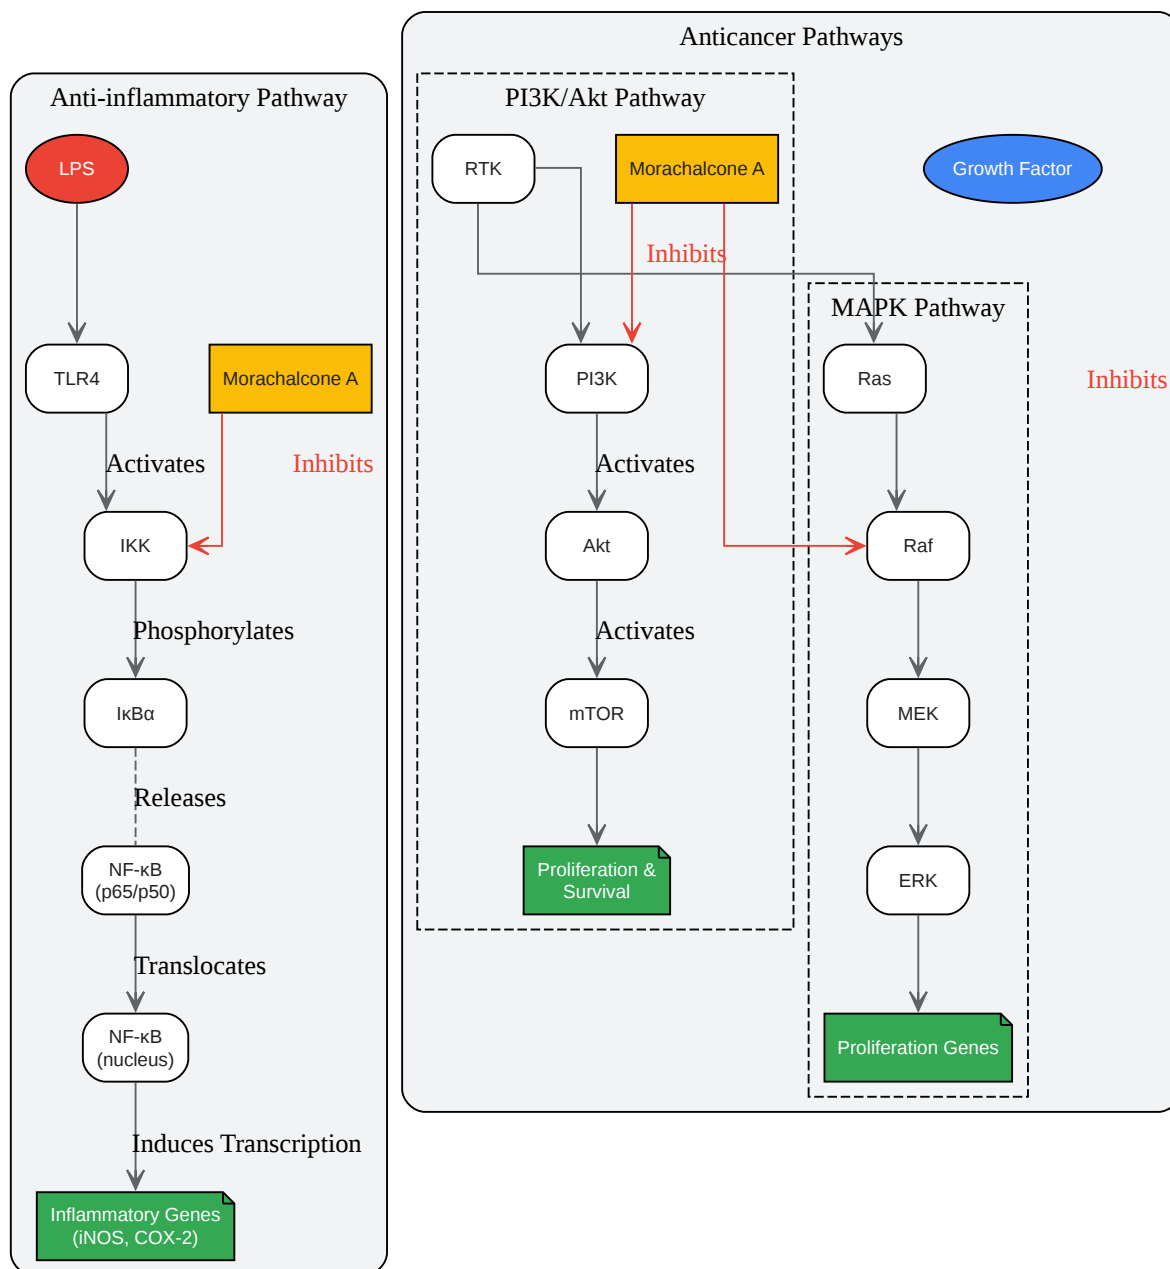 Anti-inflammatory Pathway
LPS
TLR4
Morachalcone A
Activates
Inhibits
IKK
Phosphorylates
IκBα
Releases
NF-κB
(p65/p50)
Translocates
NF-κB
(nucleus)
Induces Transcription
Inflammatory Genes
(iNOS, COX-2)
Anticancer Pathways
PI3K/Akt Pathway
RTK
Morachalcone A
Inhibits
PI3K
Activates
Akt
Activates
mTOR
Proliferation &
Survival
Growth Factor
MAPK Pathway
Ras
Inhibits
Raf
MEK
ERK
Proliferation Genes